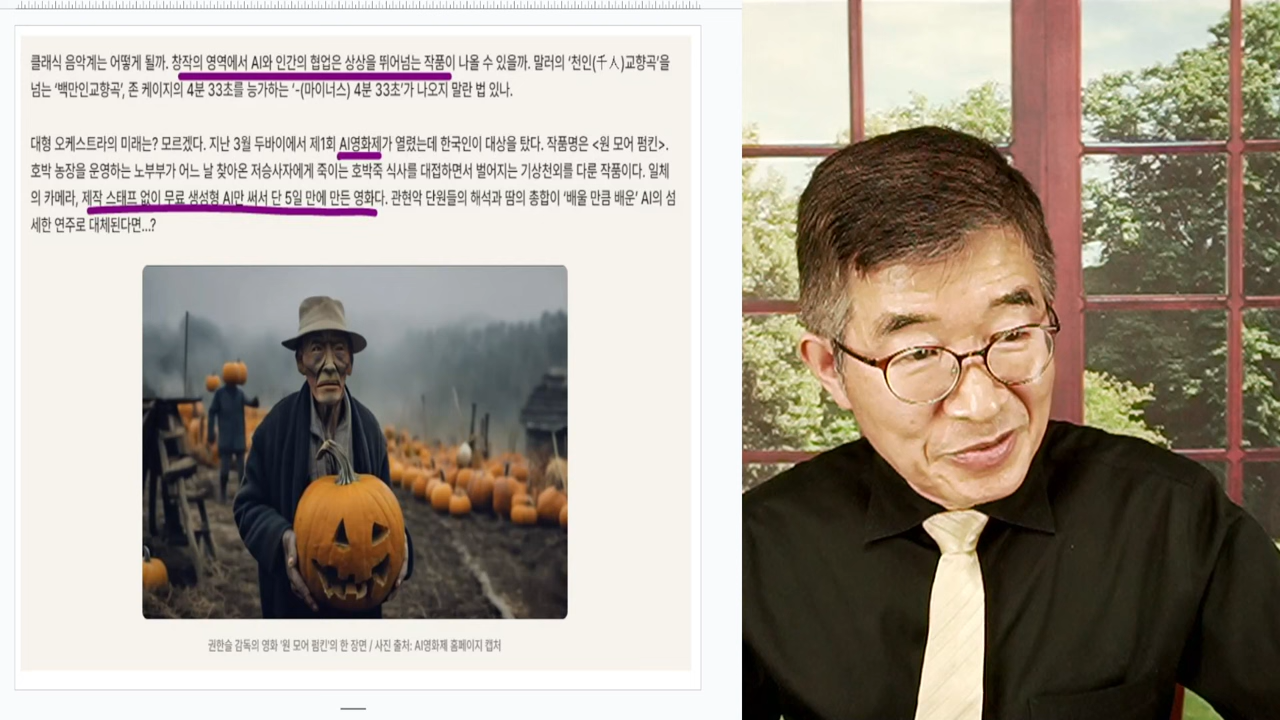 클래식 음악계는 어떻게 될까. 창작의 영역에서 AI와 인간의 협업은 상상을 뛰어넘는 작품이 나올 수 있을까. 말러의 ‘천인(千人)교향곡’을
넘는 ‘백만인교향곡’, 존 케이지의 4분 33초를 능가하는 ‘-(마이너스) 4분 33초’가 나오지 말란 법 있나.
대형 오케스트라의 미래는? 모르겠다. 지난 3월 두바이에서 제1회 AI영화제가 열렸는데 한국인이 대상을 탔다. 작품명은 <원 모어 펌킨>.
호박 농장을 운영하는 노부부가 어느 날 찾아온 저승사자에게 죽이는 호박죽 식사를 대접하면서 벌어지는 기상천외를 다룬 작품이다. 일체
의 카메라, 제작 스태프 없이 무료 생성형 AI만 써서 단 5일 만에 만든 영화다. 관현악 단원들의 해석과 땀의 총합이 ‘배울 만큼 배운’ AI의 섬
세한 연주로 대체된다면...?
권한슬 감독의 영화 '원 모어 펌킨'의 한 장면 / 사진 출처: AI영화제 홈페이지 캡처